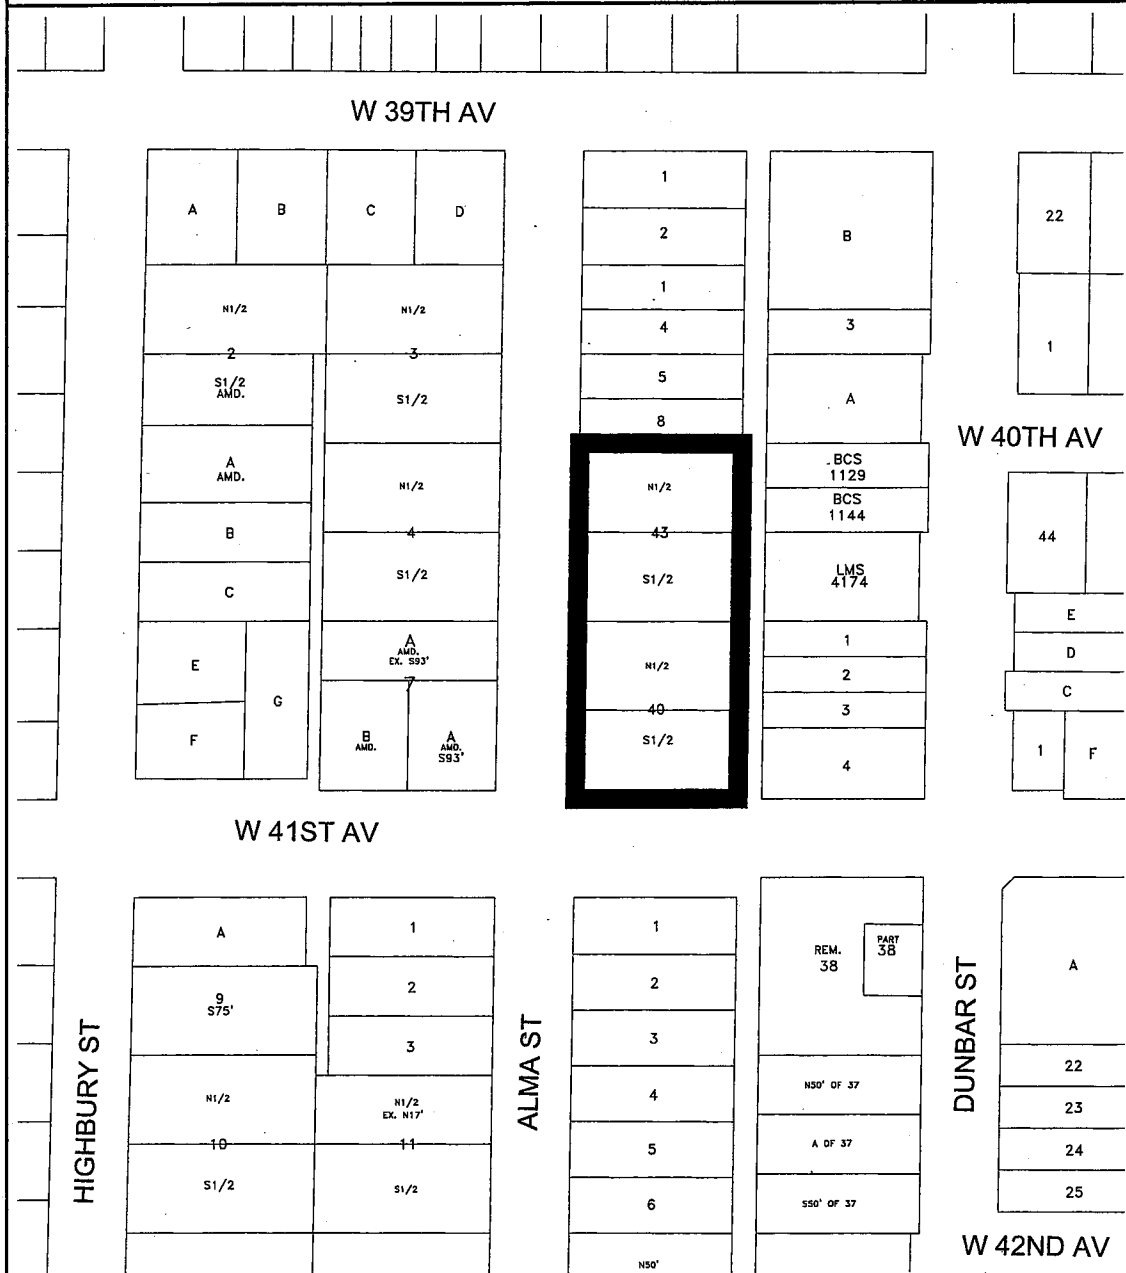 W 39TH AV
A
B
C
D
N1/2
2
S1/2
AMD.
A
AMD.
B
C
E
F
G
N1/2
3
S1/2
N1/2
4
S1/2
A
AMD.
EX. S93'
7
B
AMD.
A
AMD.
S93'
1
2
1
4
5
8
N1/2
43
S1/2
N1/2
40
S1/2
B
3
A
BCS
1129
BCS
1144
LMS
4174
1
2
3
4
22
1
W 40TH AV
44
E
D
C
1
F
W 41ST AV
HIGHBURY ST
A
9
S75'
N1/2
10
S1/2
1
2
3
N1/2
EX. N17'
11
S1/2
ALMA ST
1
2
3
4
5
6
N50'
REM.
38
PART
38
N50' OF 37
A OF 37
S50' OF 37
DUNBAR ST
A
22
23
24
25
W 42ND AV